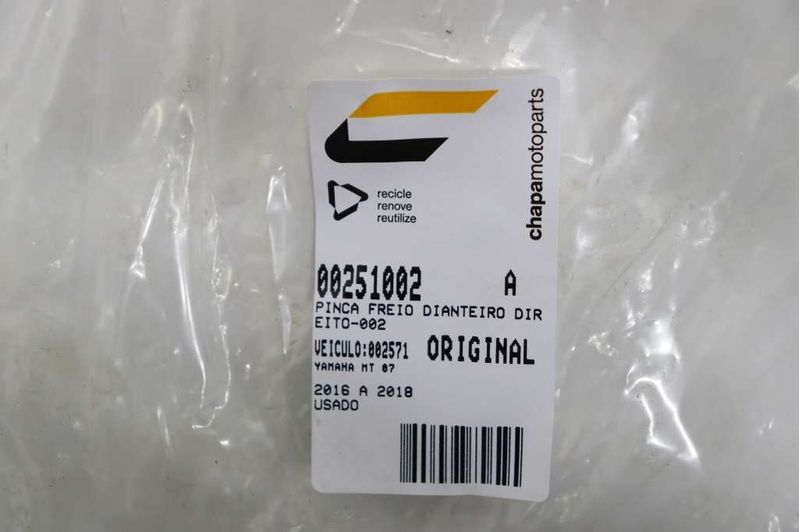 chapamotoparts
recicle
renove
reutilize
00251002 A
PINCA FREIO DIANTEIRO DIR
EITO-002
VEICULO:002571 ORIGINAL
YAMAHA MT 07
2016 A 2018
USADO